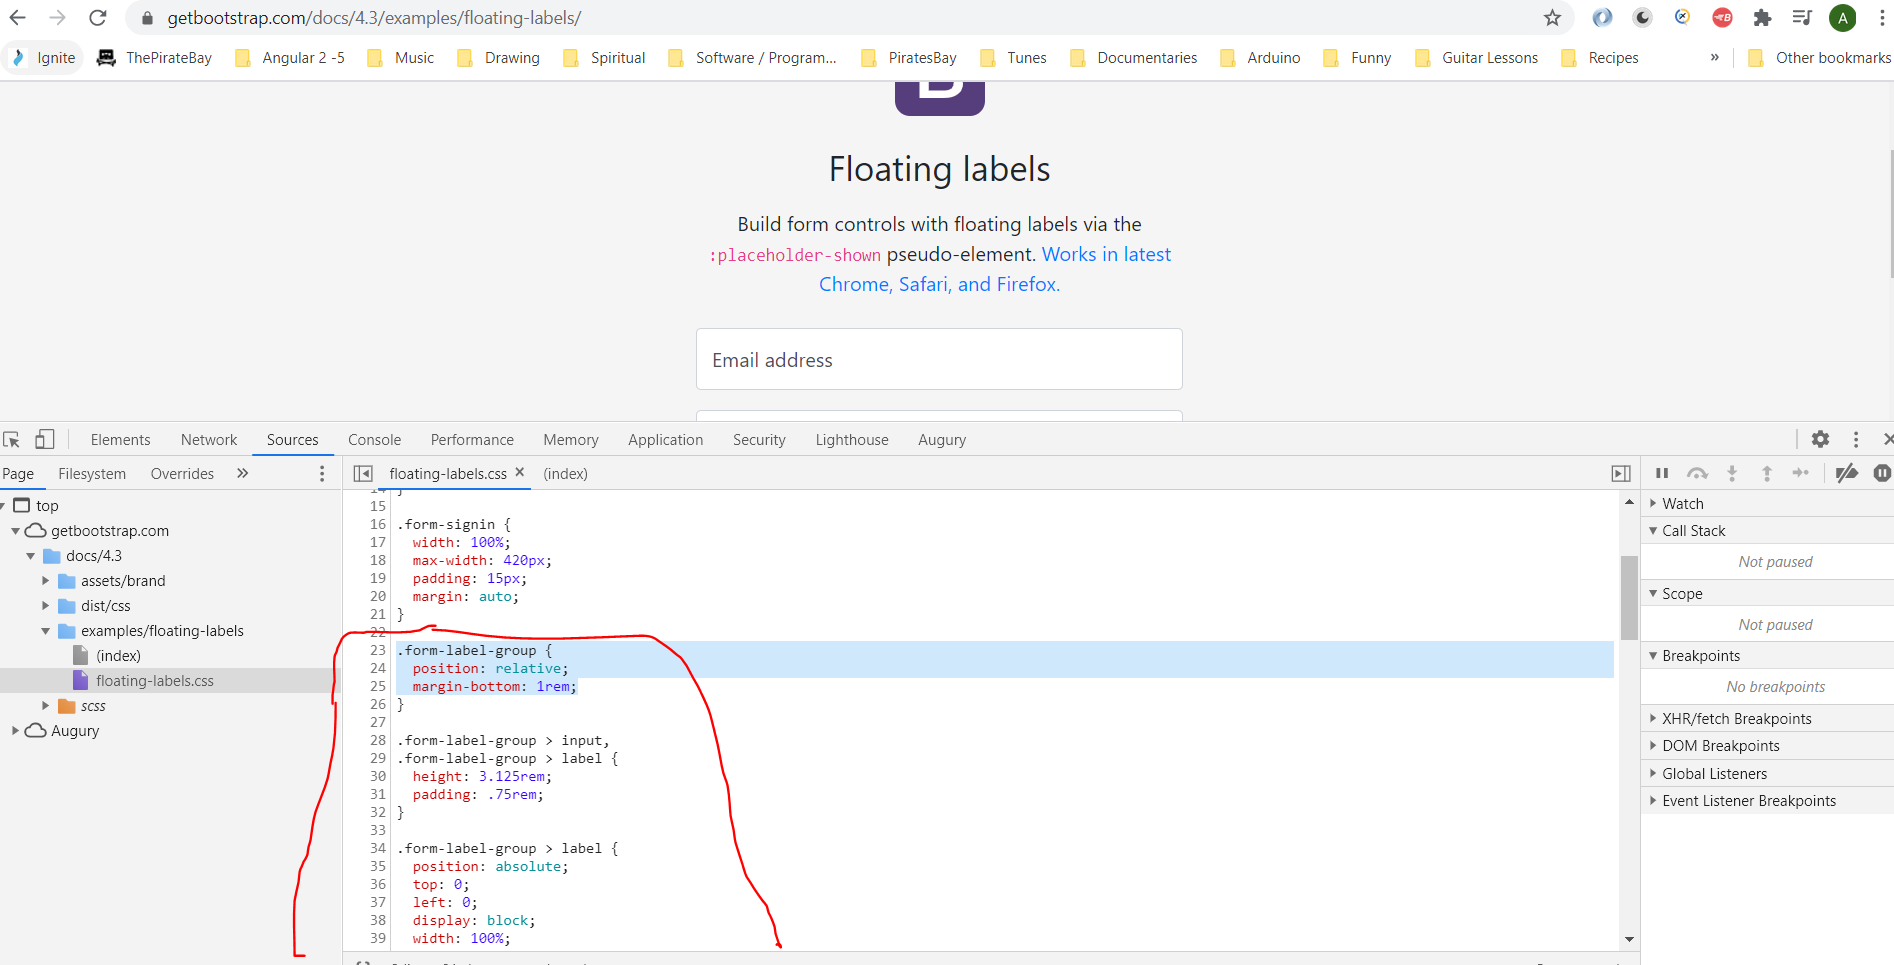 getbootstrap.com/docs/4.3/examples/floating-labels/
A
Ignite ThePirateBay Angular 2 -5 Music Drawing Spiritual Software / Program... PiratesBay Tunes Documentaries Arduino Funny Guitar Lessons Recipes » Other bookmarks
B
Floating labels
Build form controls with floating labels via the
:placeholder-shown pseudo-element. Works in latest
Chrome, Safari, and Firefox.
Email address
Elements Network Sources Console Performance Memory Application Security Lighthouse Augury
Page Filesystem Overrides »
floating-labels.css × (index)
top
getbootstrap.com
docs/4.3
assets/brand
dist/css
examples/floating-labels
(index)
floating-labels.css
scss
Augury
14 }
15
16 .form-signin {
17 width: 100%;
18 max-width: 420px;
19 padding: 15px;
20 margin: auto;
21 }
22
23 .form-label-group {
24 position: relative;
25 margin-bottom: 1rem;
26 }
27
28 .form-label-group > input,
29 .form-label-group > label {
30 height: 3.125rem;
31 padding: .75rem;
32 }
33
34 .form-label-group > label {
35 position: absolute;
36 top: 0;
37 left: 0;
38 display: block;
39 width: 100%;
Watch
Call Stack
Not paused
Scope
Not paused
Breakpoints
No breakpoints
XHR/fetch Breakpoints
DOM Breakpoints
Global Listeners
Event Listener Breakpoints